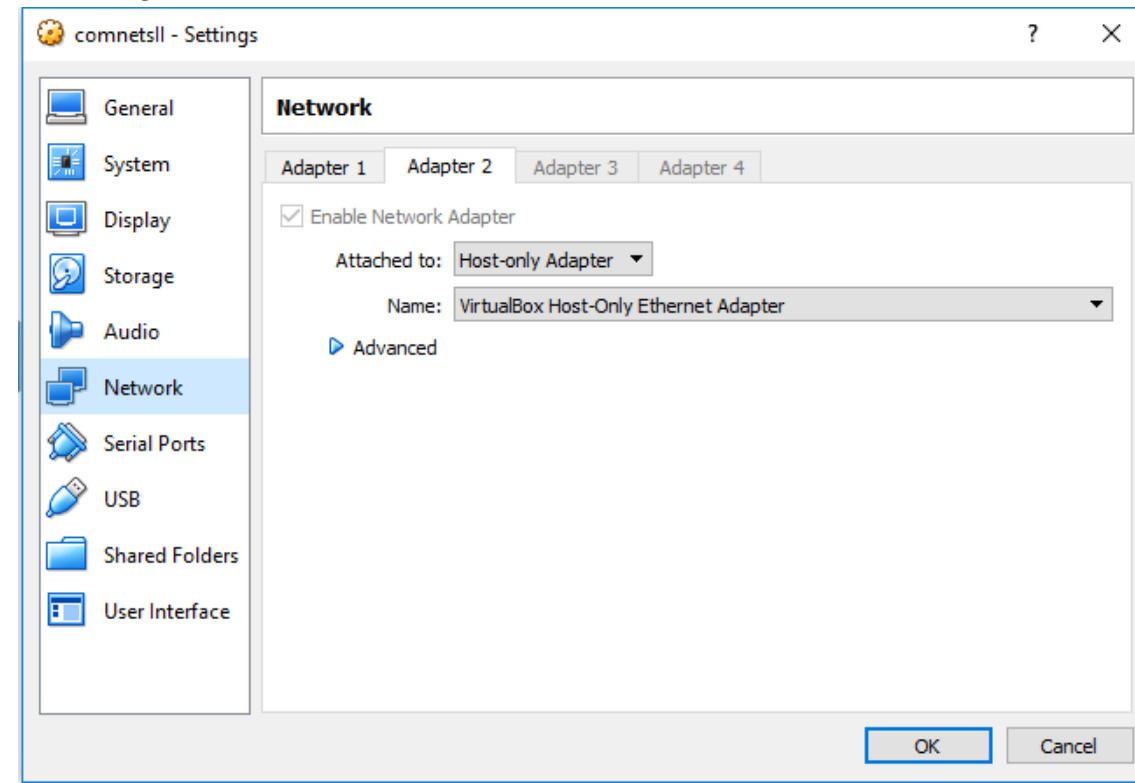 comnetsll - Settings
?
General
System
Display
Storage
Audio
Network
Serial Ports
USB
Shared Folders
User Interface
Network
Adapter 1 Adapter 2 Adapter 3 Adapter 4
Enable Network Adapter
Attached to: Host-only Adapter
Name: VirtualBox Host-Only Ethernet Adapter
Advanced
OK Cancel